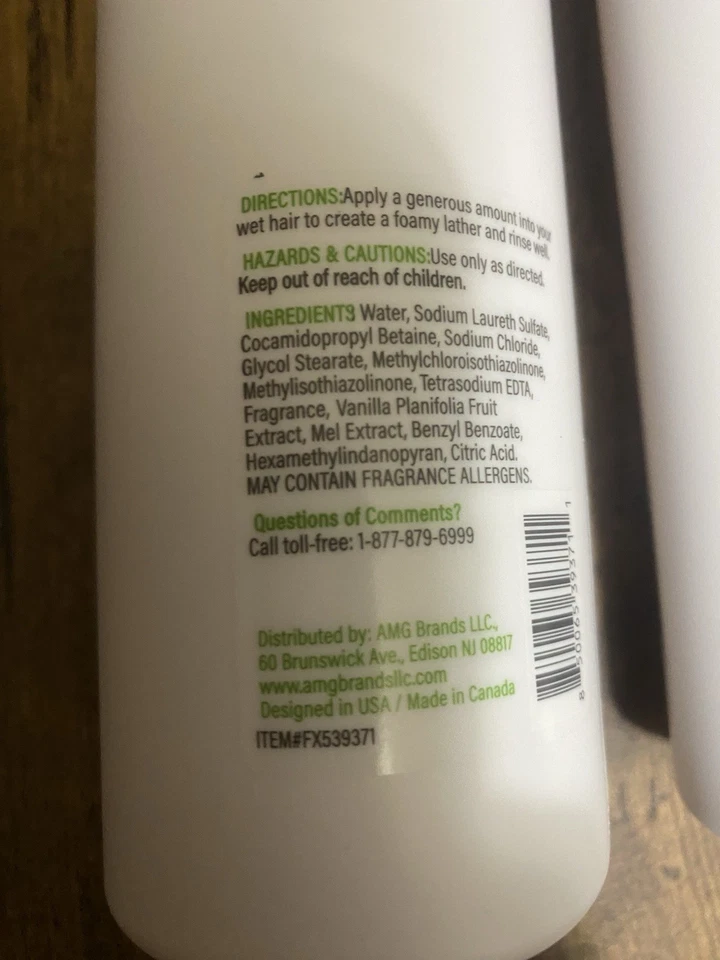 DIRECTIONS:Apply a generous amount into your
wet hair to create a foamy lather and rinse well.
HAZARDS & CAUTIONS:Use only as directed.
Keep out of reach of children.
INGREDIENTS Water, Sodium Laureth Sulfate,
Cocamidopropyl Betaine, Sodium Chloride,
Glycol Stearate, Methylchloroisothiazolinone,
Methylisothiazolinone, Tetrasodium EDTA,
Fragrance, Vanilla Planifolia Fruit
Extract, Mel Extract, Benzyl Benzoate,
Hexamethylindanopyran, Citric Acid.
MAY CONTAIN FRAGRANCE ALLERGENS.
Questions of Comments?
Call toll-free: 1-877-879-6999
Distributed by: AMG Brands LLC.,
60 Brunswick Ave., Edison NJ 08817
www.amgbrandsllc.com
Designed in USA / Made in Canada
ITEM#FX539371
8 50065 39371 1